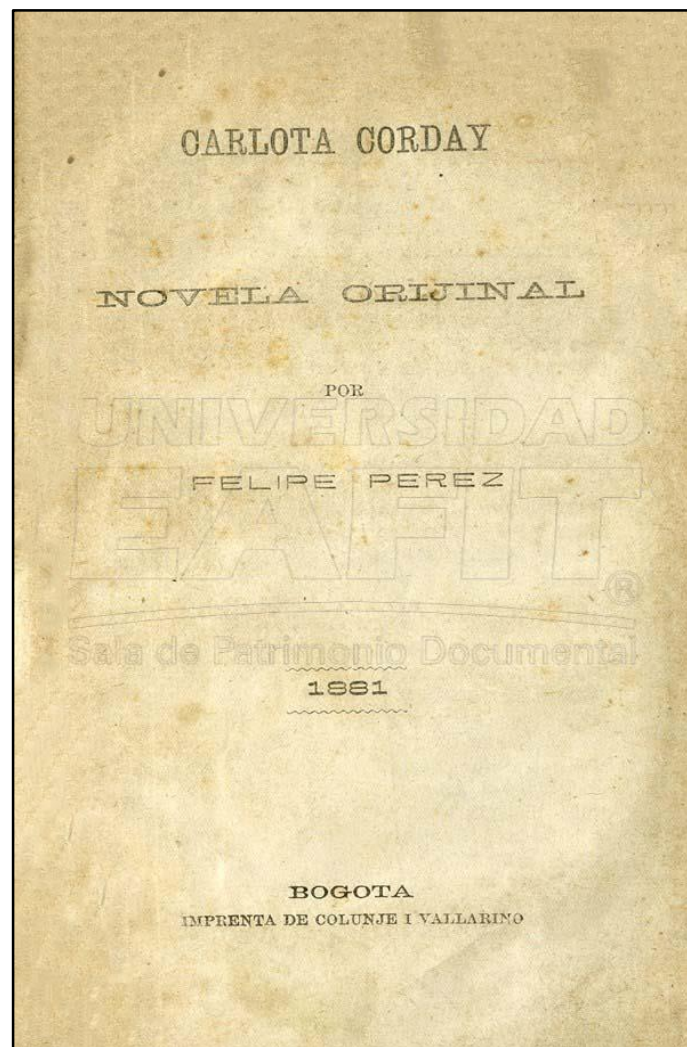 CARLOTA CORDAY
NOVELA ORIJINAL
POR
UNIVERSIDAD
FELIPE PEREZ
EAFIT®
Sala de Patrimonio Documental
1881
BOGOTA
IMPRENTA DE COLUNJE I VALLARINO